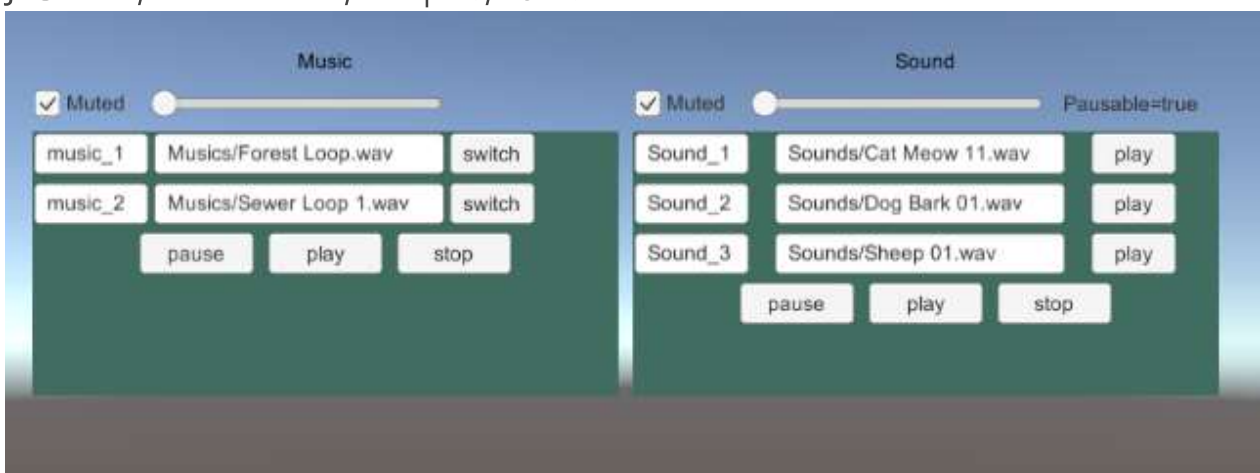 Music
Muted
music_1 Musics/Forest Loop.wav switch
music_2 Musics/Sewer Loop 1.wav switch
pause play stop
Sound
Muted Pausable=true
Sound_1 Sounds/Cat Meow 11.wav play
Sound_2 Sounds/Dog Bark 01.wav play
Sound_3 Sounds/Sheep 01.wav play
pause play stop